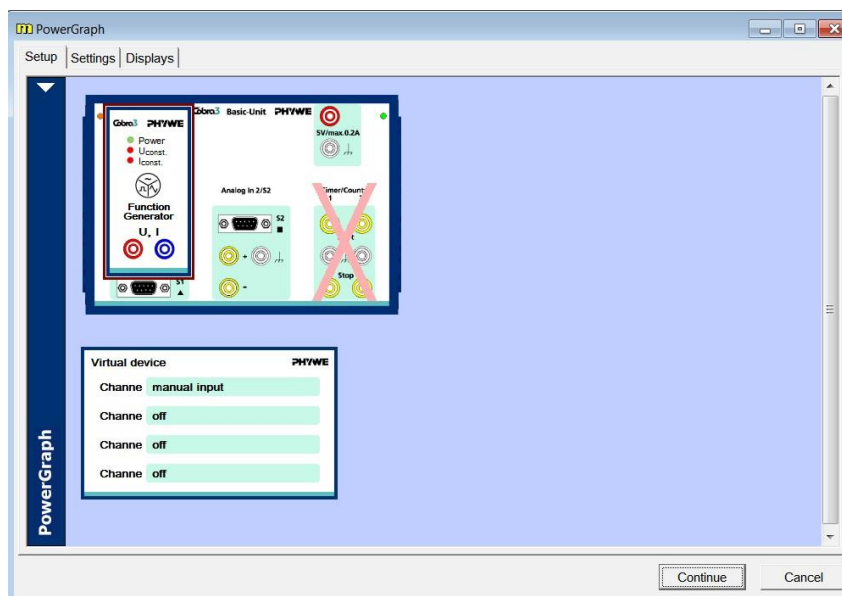 PowerGraph
Setup Settings Displays
Cobra3 Basic-Unit PHYWE
Cobra3 PHYWE
Power
Uconst.
Iconst.
Function
Generator
U, I
5V/max.0.2A
Analog In 2/S2
Timer/Count
1
S2
+
-
Stop
S1
Virtual device PHYWE
Channe manual input
Channe off
Channe off
Channe off
PowerGraph
Continue Cancel